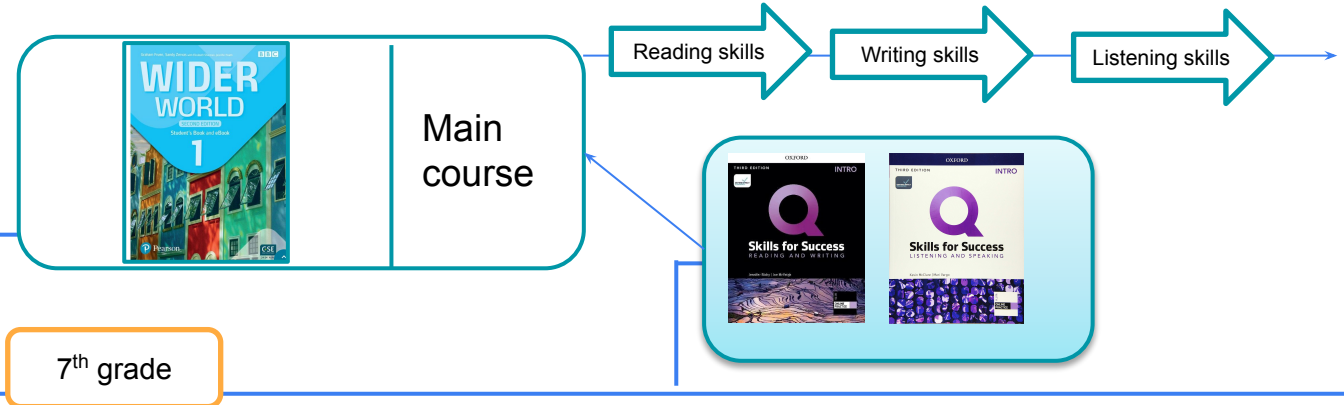 BBC
WIDER
WORLD
SECOND EDITION
Student's Book and eBook
1
Pearson
GSE
Main
course
Reading skills
Writing skills
Listening skills
OXFORD
THIRD EDITION
INTRO
Q
Skills for Success
READING AND WRITING
OXFORD
THIRD EDITION
INTRO
Q
Skills for Success
LISTENING AND SPEAKING
7th grade